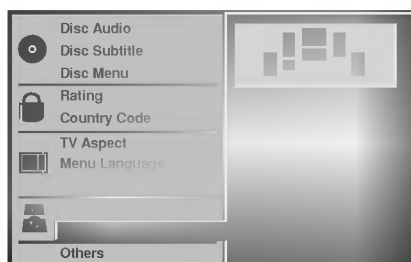 Disc Audio
Disc Subtitle
Disc Menu
Rating
Country Code
TV Aspect
Menu Language
Others